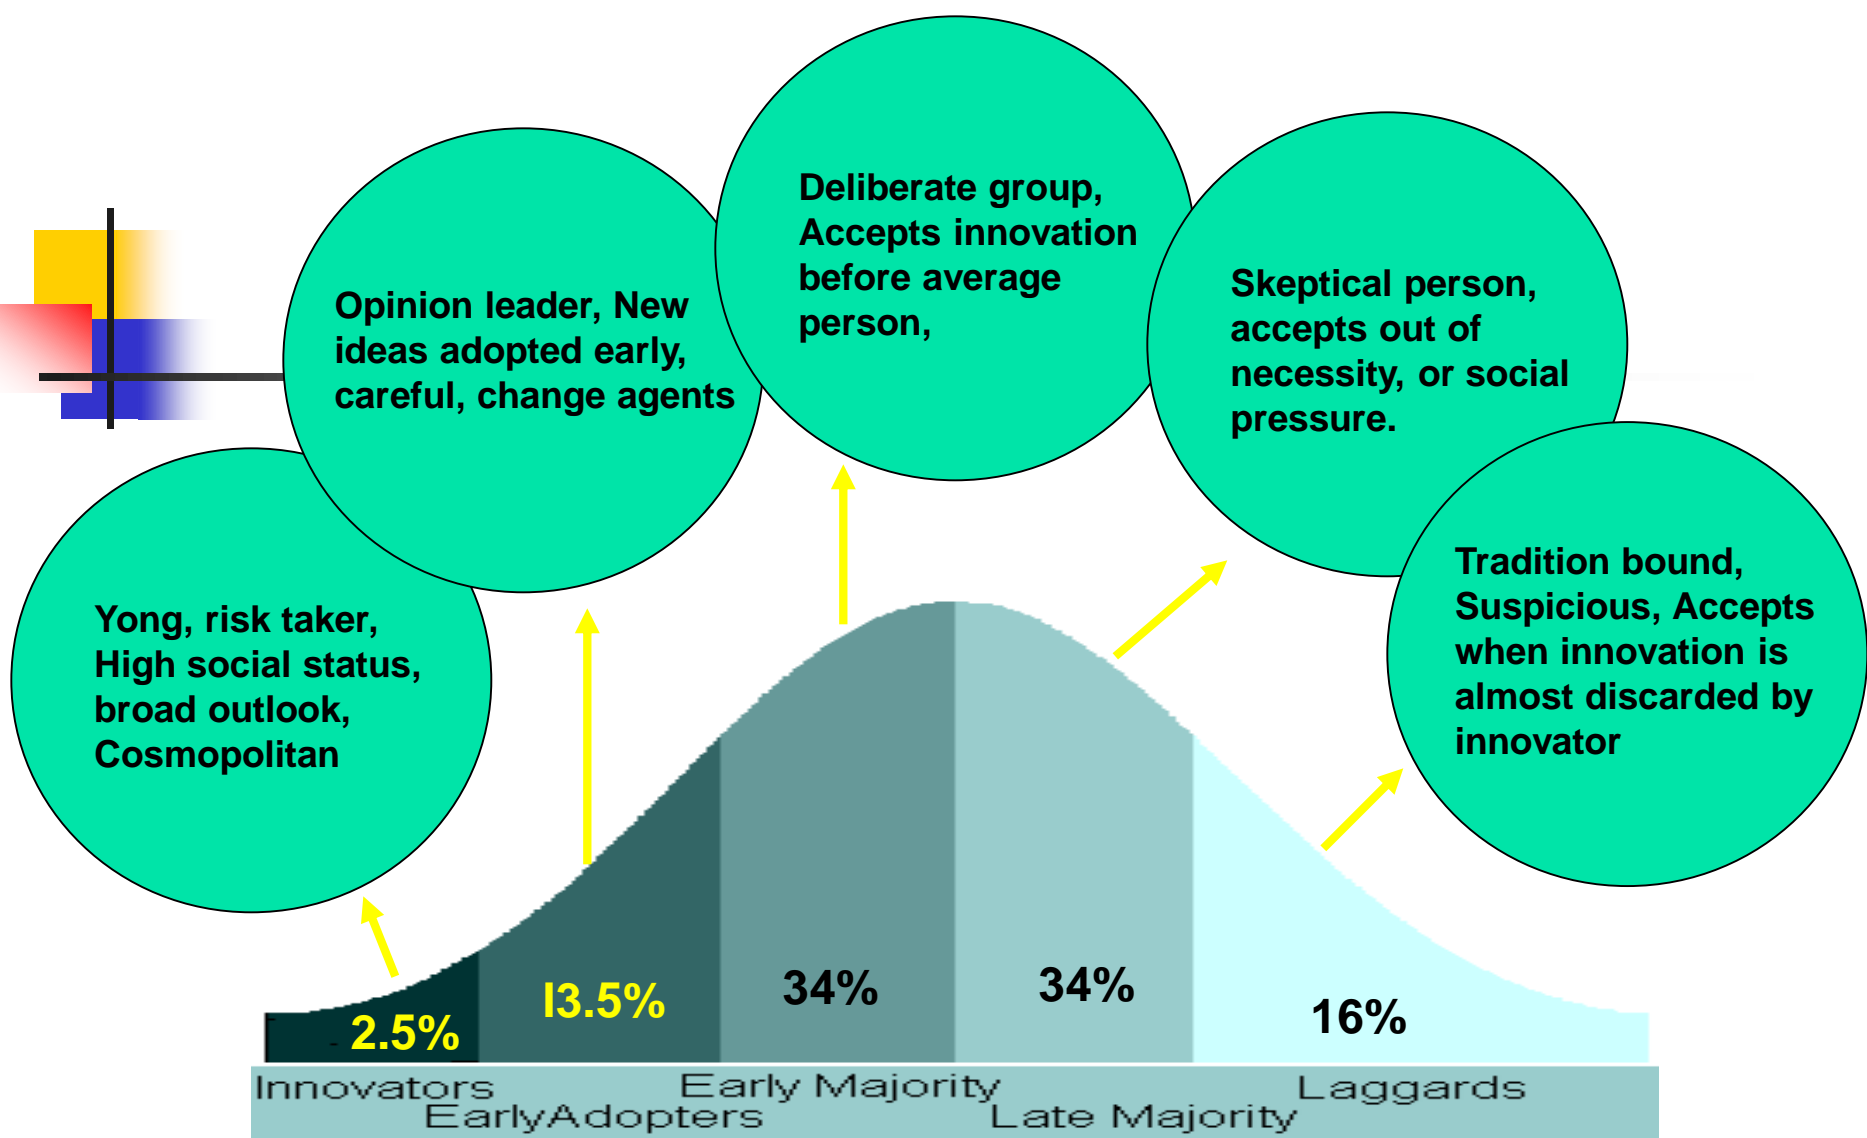 Deliberate group,
Accepts innovation
before average
person,
Opinion leader, New
ideas adopted early,
careful, change agents
Skeptical person,
accepts out of
necessity, or social
pressure.
Yong, risk taker,
High social status,
broad outlook,
Cosmopolitan
Tradition bound,
Suspicious, Accepts
when innovation is
almost discarded by
innovator
2.5%
I3.5%
34%
34%
16%
Innovators
EarlyAdopters
Early Majority
Late Majority
Laggards